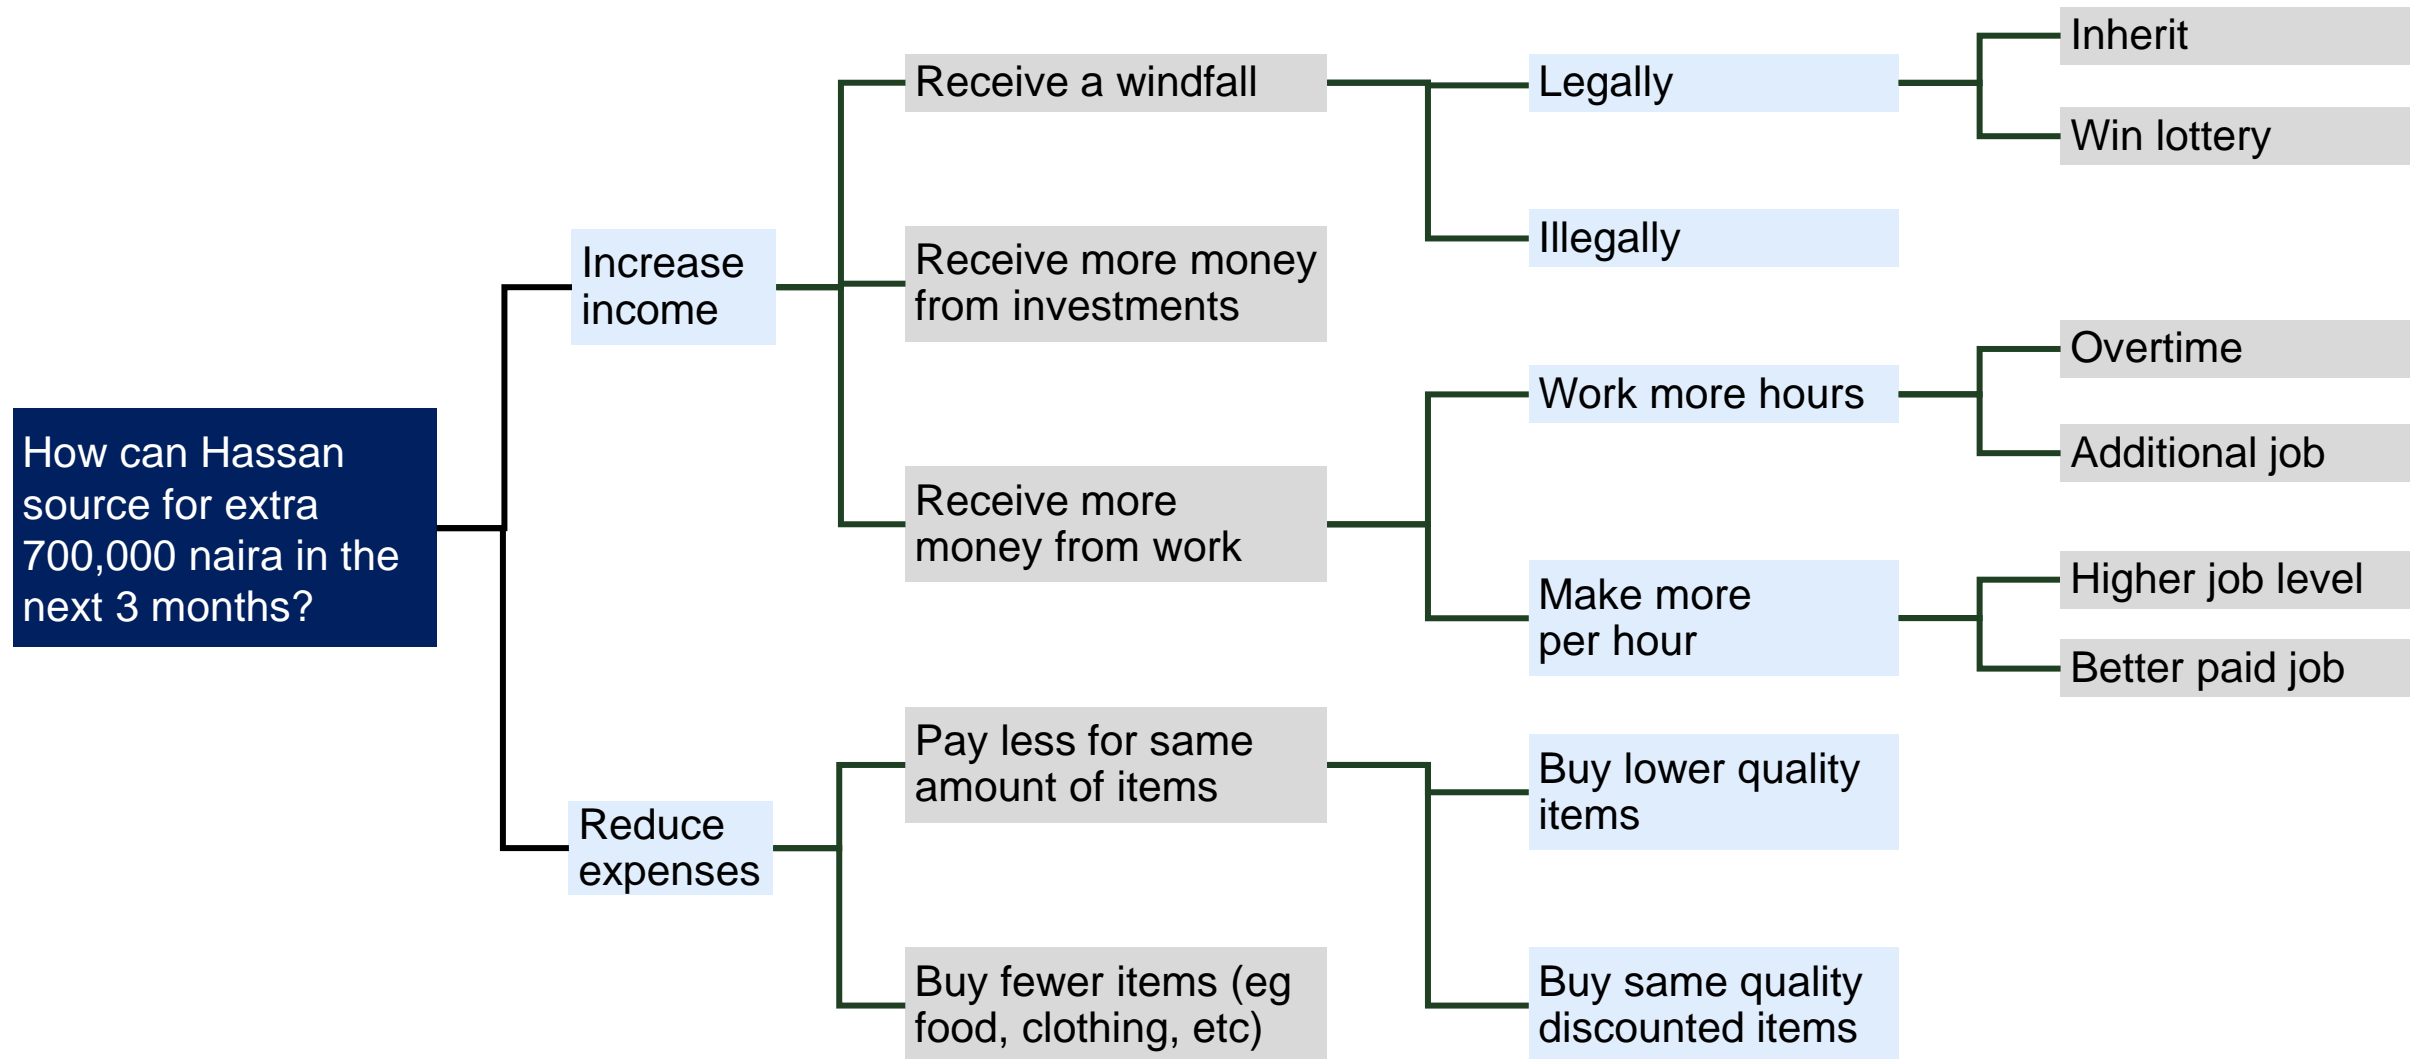 How can Hassan
source for extra
700,000 naira in the
next 3 months?
Increase
income
Reduce
expenses
Receive a windfall
Receive more money
from investments
Receive more
money from work
Pay less for same
amount of items
Buy fewer items (eg
food, clothing, etc)
Legally
Illegally
Work more hours
Make more
per hour
Buy lower quality
items
Buy same quality
discounted items
Inherit
Win lottery
Overtime
Additional job
Higher job level
Better paid job